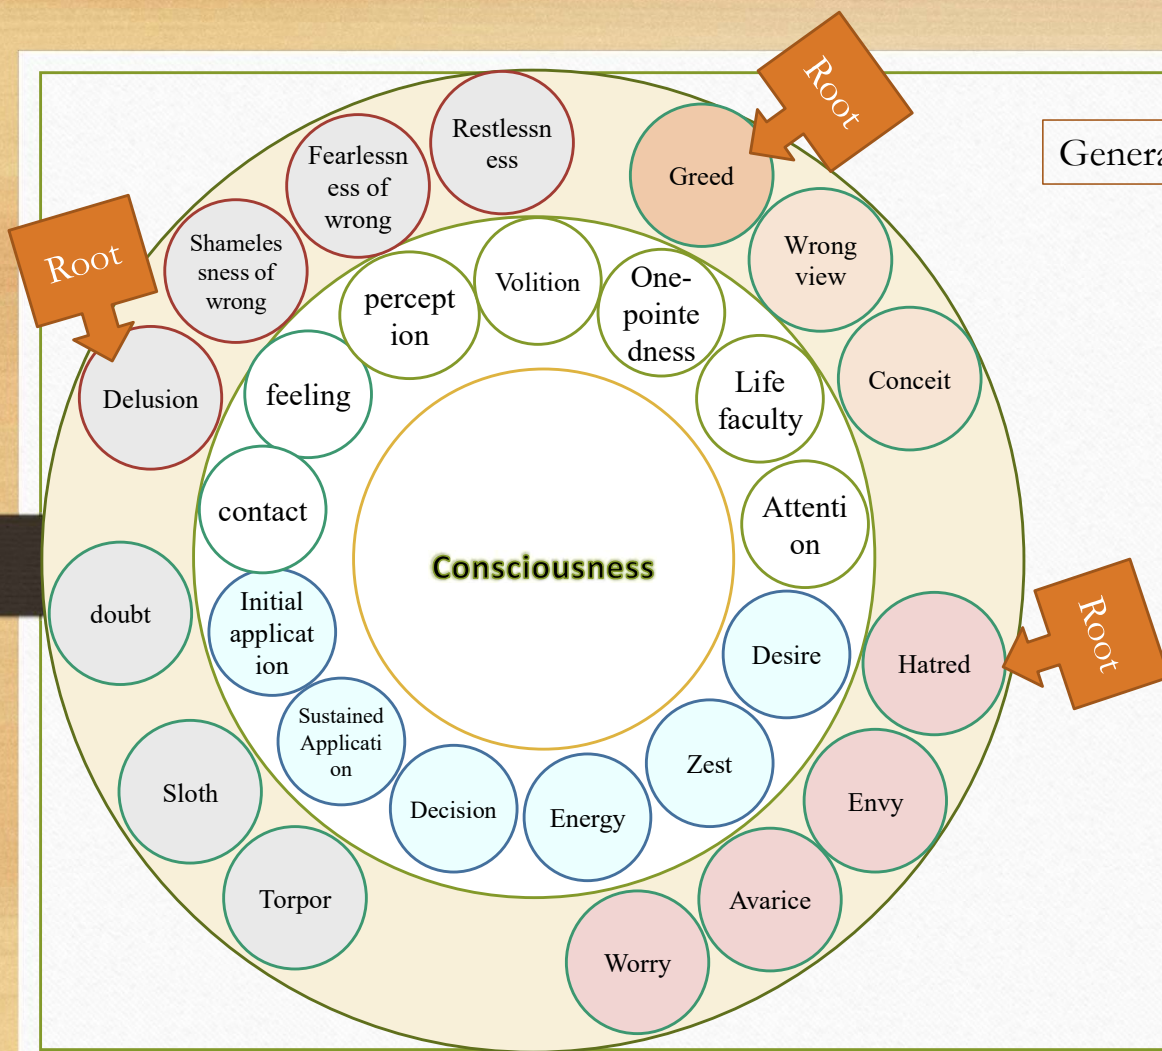 Root
Restlessn
ess
Fearlessn
ess of
wrong
Greed
Genera
Root
Shameles
sness of
wrong
Wrong
view
percept
ion
Volition
One-
pointe
dness
Delusion
feeling
Life
faculty
Conceit
contact
Attenti
on
Consciousness
doubt
Initial
applicat
ion
Desire
Hatred
Root
Sustained
Applicati
on
Zest
Sloth
Decision
Energy
Envy
Torpor
Avarice
Worry